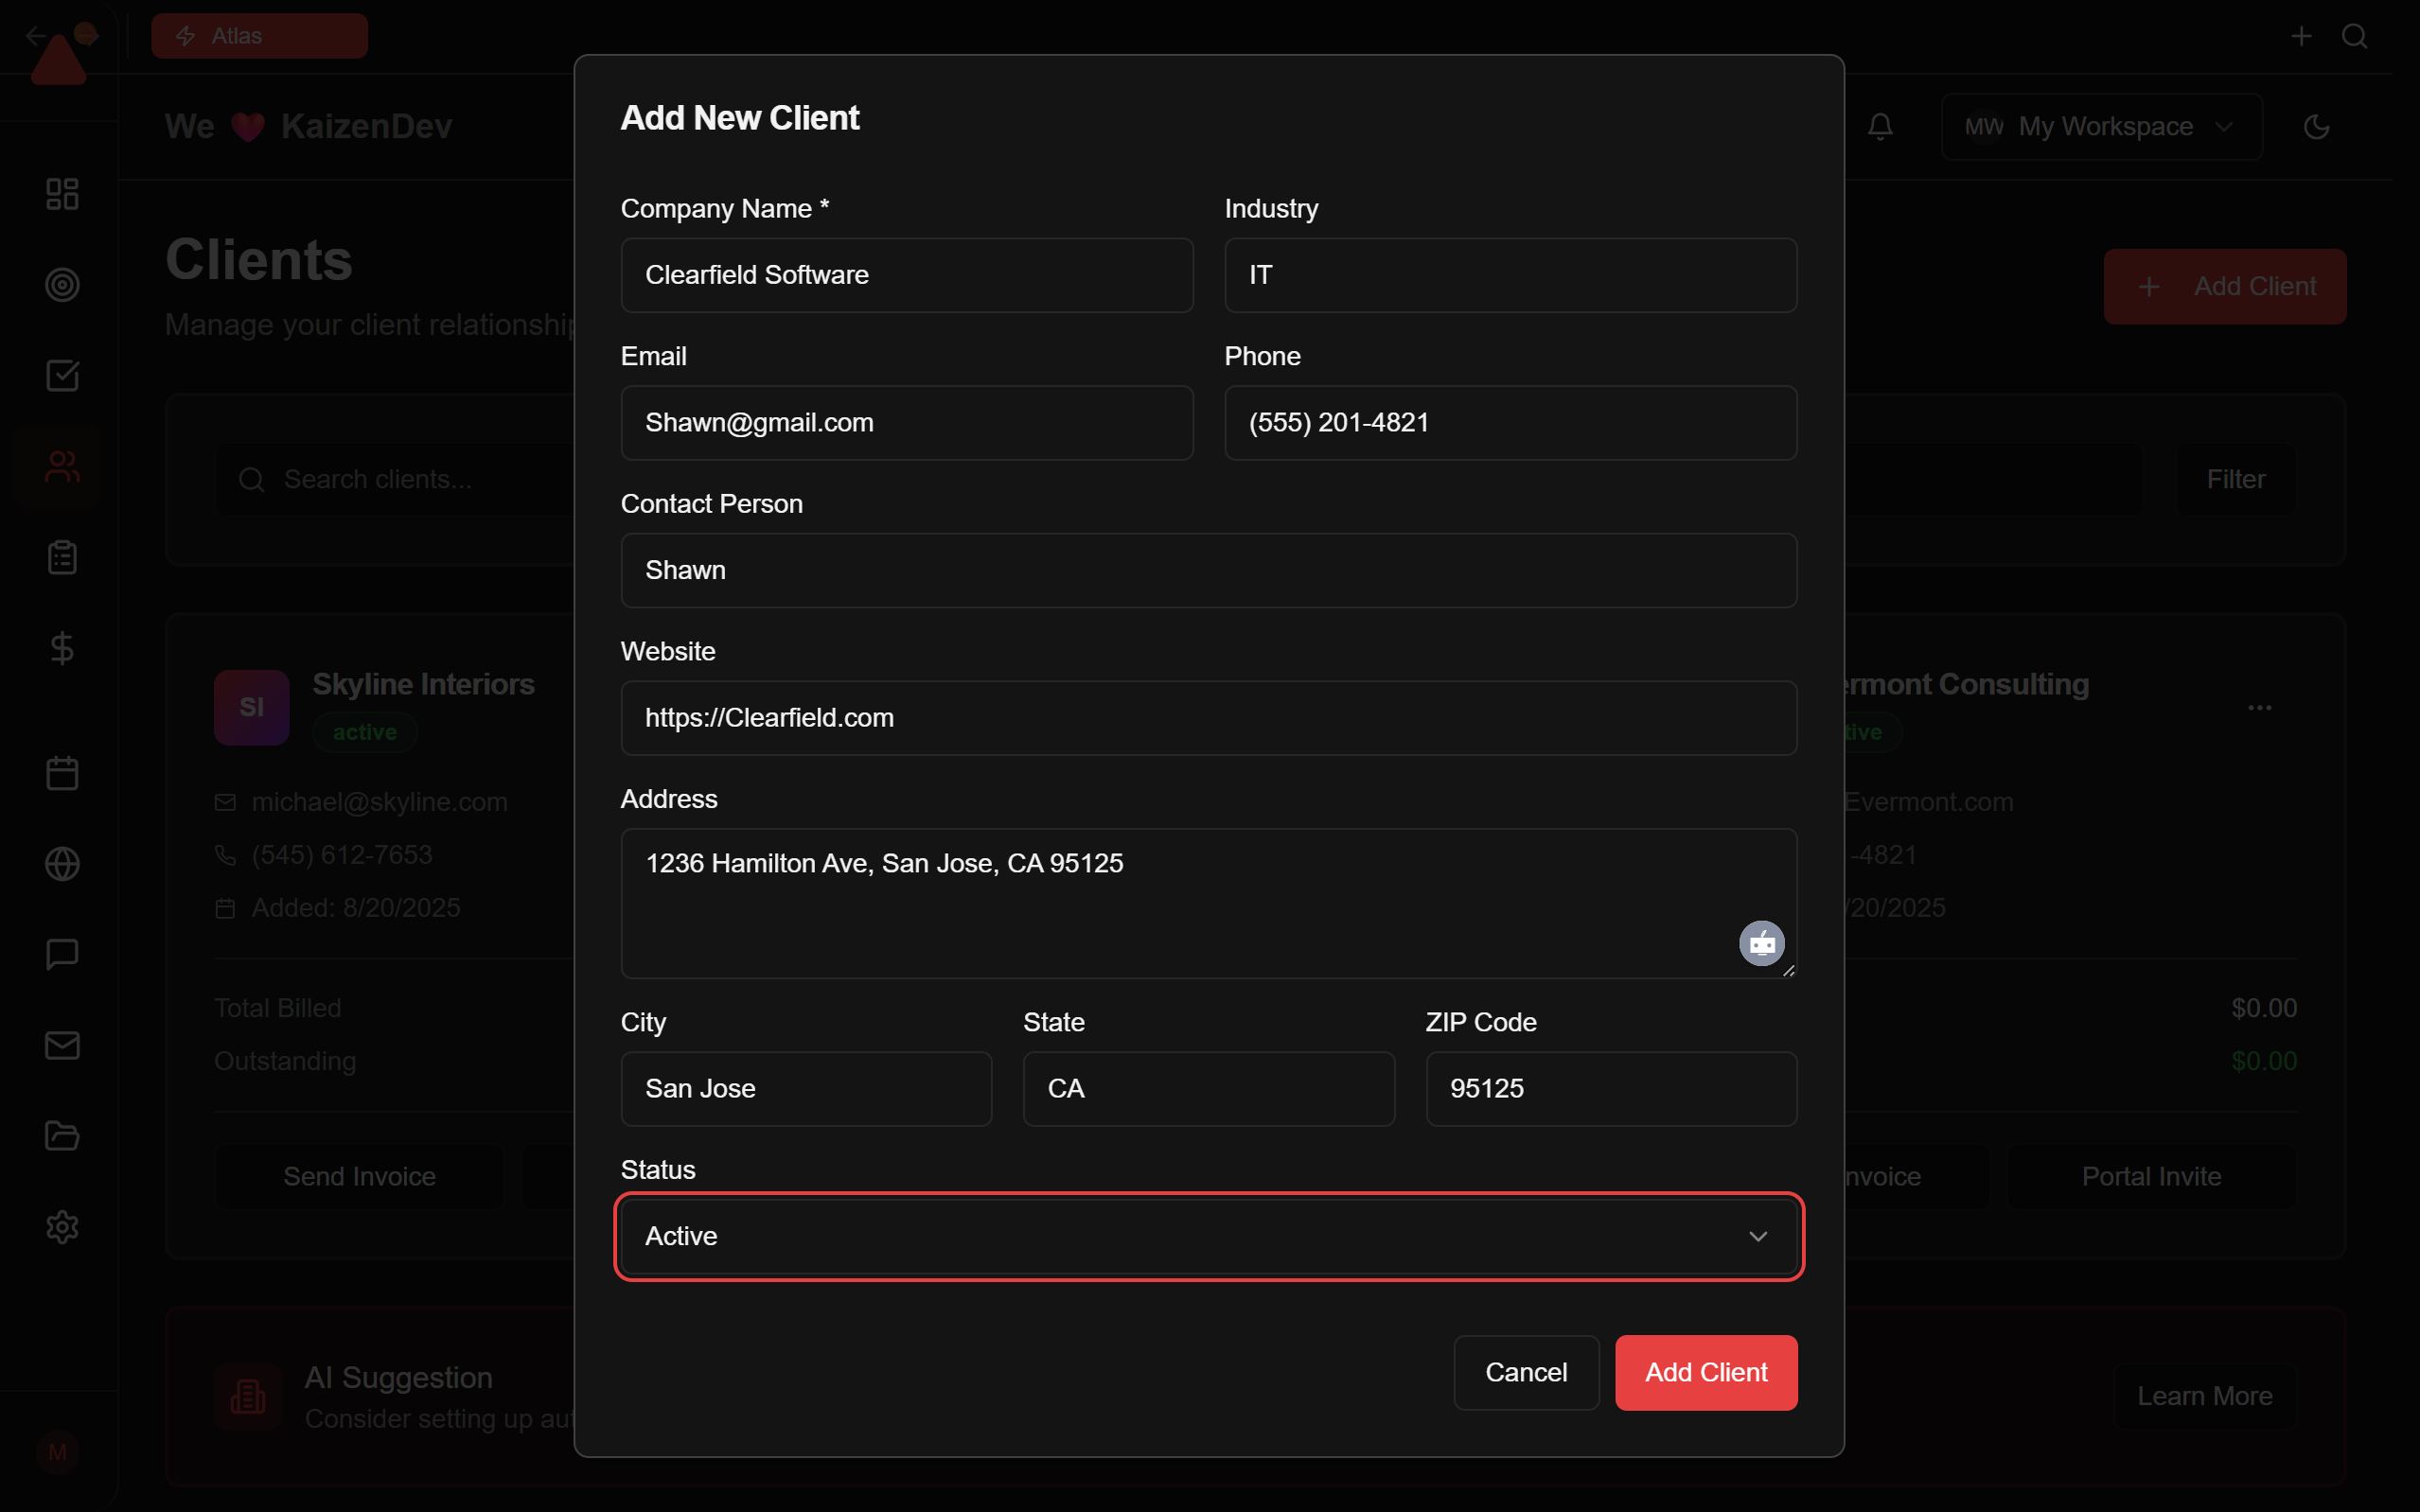 Atlas
We ❤️ KaizenDev
MW My Workspace
Clients
Manage your client relationship
Add Client
Search clients...
Filter
SI
Skyline Interiors
active
michael@skyline.com
(545) 612-7653
Added: 8/20/2025
Total Billed
Outstanding
Send Invoice
ermont Consulting
tive
Evermont.com
-4821
/20/2025
$0.00
$0.00
nvoice
Portal Invite
AI Suggestion
Consider setting up aut
Learn More
M
Add New Client
Company Name *
Industry
Clearfield Software
IT
Email
Phone
Shawn@gmail.com
(555) 201-4821
Contact Person
Shawn
Website
https://Clearfield.com
Address
1236 Hamilton Ave, San Jose, CA 95125
City
State
ZIP Code
San Jose
CA
95125
Status
Active
Cancel
Add Client